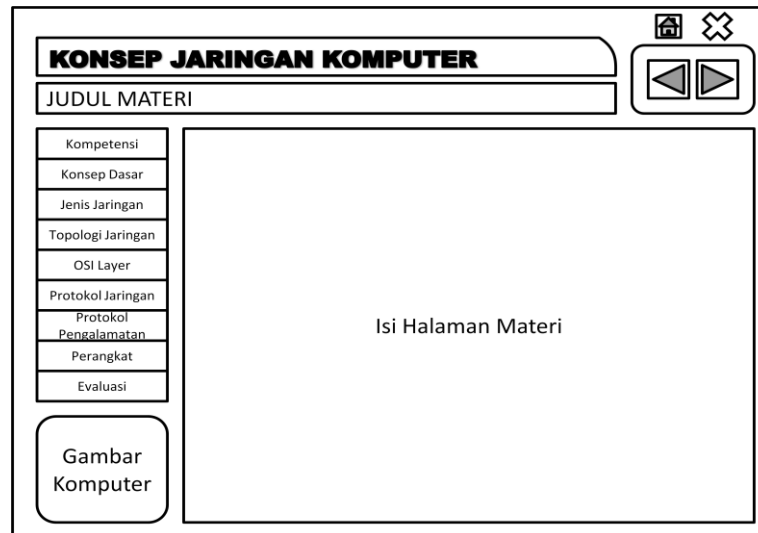 KONSEP JARINGAN KOMPUTER
JUDUL MATERI
Kompetensi
Konsep Dasar
Jenis Jaringan
Topologi Jaringan
OSI Layer
Protokol Jaringan
Protokol
Pengalamatan
Perangkat
Evaluasi
Gambar
Komputer
Isi Halaman Materi